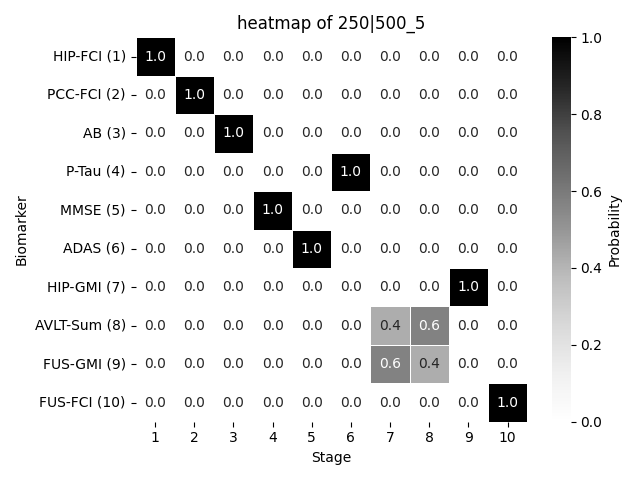 heatmap of 250|500_5
HIP-FCI (1) 1.0 0.0 0.0 0.0 0.0 0.0 0.0 0.0 0.0 0.0
PCC-FCI (2) 0.0 1.0 0.0 0.0 0.0 0.0 0.0 0.0 0.0 0.0
AB (3) 0.0 0.0 1.0 0.0 0.0 0.0 0.0 0.0 0.0 0.0
P-Tau (4) 0.0 0.0 0.0 0.0 0.0 1.0 0.0 0.0 0.0 0.0
MMSE (5) 0.0 0.0 0.0 1.0 0.0 0.0 0.0 0.0 0.0 0.0
ADAS (6) 0.0 0.0 0.0 0.0 1.0 0.0 0.0 0.0 0.0 0.0
HIP-GMI (7) 0.0 0.0 0.0 0.0 0.0 0.0 0.0 0.0 1.0 0.0
AVLT-Sum (8) 0.0 0.0 0.0 0.0 0.0 0.0 0.4 0.6 0.0 0.0
FUS-GMI (9) 0.0 0.0 0.0 0.0 0.0 0.0 0.6 0.4 0.0 0.0
FUS-FCI (10) 0.0 0.0 0.0 0.0 0.0 0.0 0.0 0.0 0.0 1.0
1 2 3 4 5 6 7 8 9 10
Stage
Biomarker
1.0
0.8
0.6
0.4
0.2
0.0
Probability